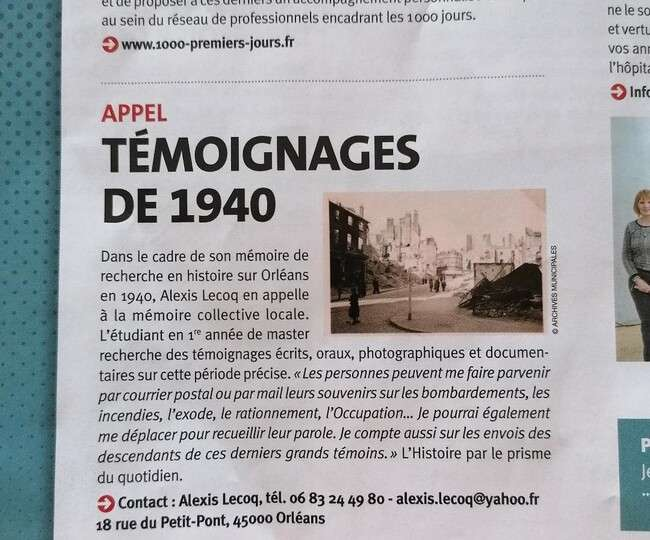 et de proposer à ces derniers un accompagnement
au sein du réseau de professionnels encadrant les 1000 jours.
www.1000-premiers-jours.fr
APPEL
TÉMOIGNAGES
DE 1940
Dans le cadre de son mémoire de
recherche en histoire sur Orléans
en 1940, Alexis Lecoq en appelle
à la mémoire collective locale.
L'étudiant en 1re année de master
recherche des témoignages écrits, oraux, photographiques et documen-
taires sur cette période précise. «Les personnes peuvent me faire parvenir
par courrier postal ou par mail leurs souvenirs sur les bombardements, les
incendies, l'exode, le rationnement, l'Occupation... Je pourrai également
me déplacer pour recueillir leur parole. Je compte aussi sur les envois des
descendants de ces derniers grands témoins.» L'Histoire par le prisme
du quotidien.
Contact : Alexis Lecoq, tél. 06 83 24 49 80 - alexis.lecoq@yahoo.fr
18 rue du Petit-Pont, 45000 Orléans
© ARCHIVES MUNICIPALES
ne le
et vertu
vos
l'hôpita
Info
P
Je